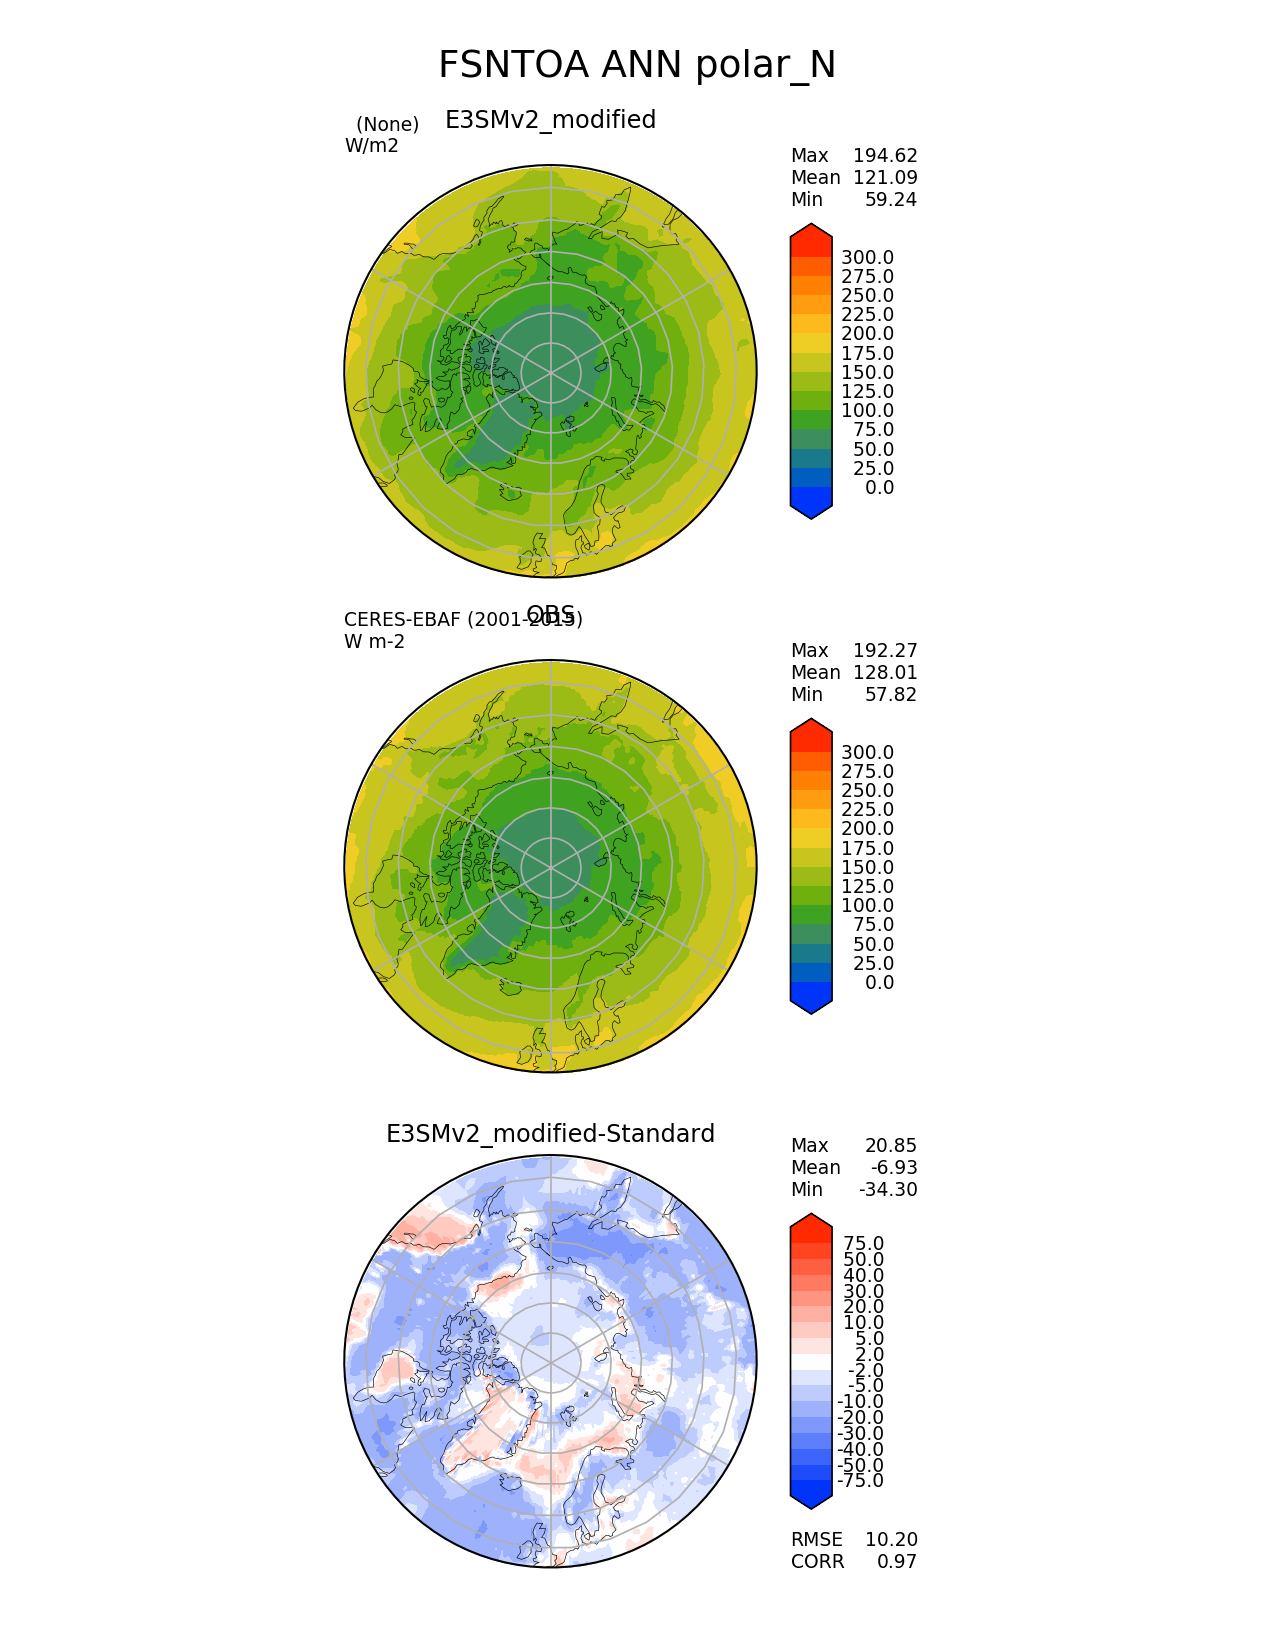 FSNTOA ANN polar_N
(None) E3SMv2_modified
W/m2
Max 194.62
Mean 121.09
Min 59.24
300.0
275.0
250.0
225.0
200.0
175.0
150.0
125.0
100.0
75.0
50.0
25.0
0.0
OBS
CERES-EBAF (2001-2015)
W m-2
Max 192.27
Mean 128.01
Min 57.82
300.0
275.0
250.0
225.0
200.0
175.0
150.0
125.0
100.0
75.0
50.0
25.0
0.0
E3SMv2_modified-Standard
Max 20.85
Mean -6.93
Min -34.30
75.0
50.0
40.0
30.0
20.0
10.0
5.0
2.0
-2.0
-5.0
-10.0
-20.0
-30.0
-40.0
-50.0
-75.0
RMSE 10.20
CORR 0.97